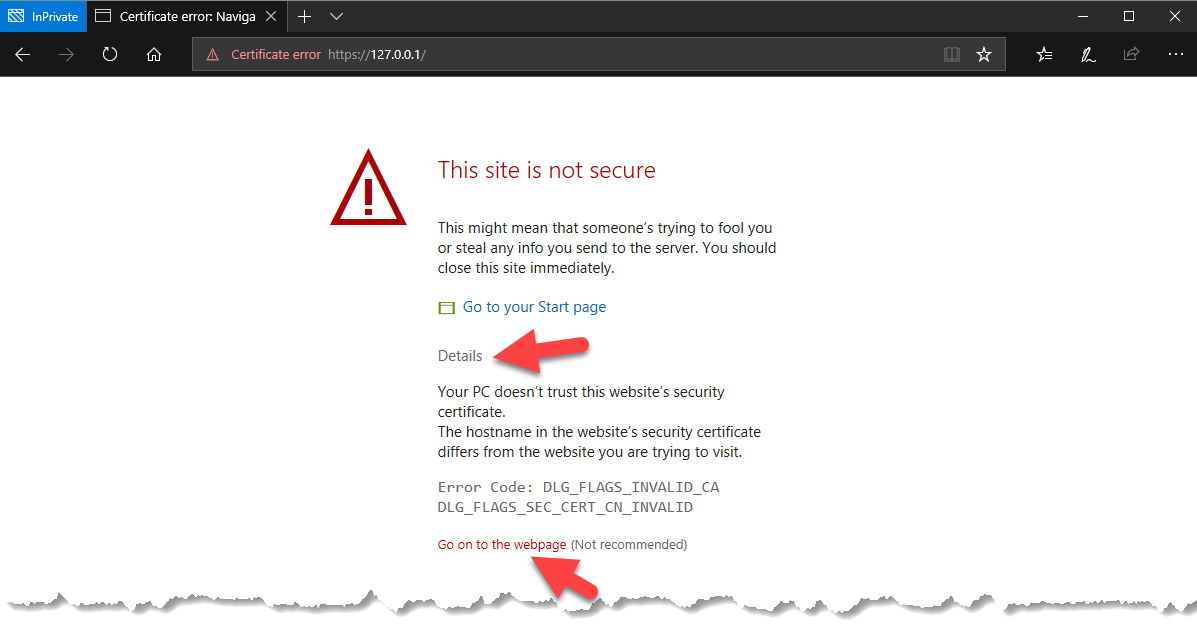 InPrivate
Certificate error: Naviga
Certificate error https://127.0.0.1/
This site is not secure
This might mean that someone’s trying to fool you
or steal any info you send to the server. You should
close this site immediately.
Go to your Start page
Details
Your PC doesn’t trust this website’s security
certificate.
The hostname in the website’s security certificate
differs from the website you are trying to visit.
Error Code: DLG_FLAGS_INVALID_CA
DLG_FLAGS_SEC_CERT_CN_INVALID
Go on to the webpage (Not recommended)